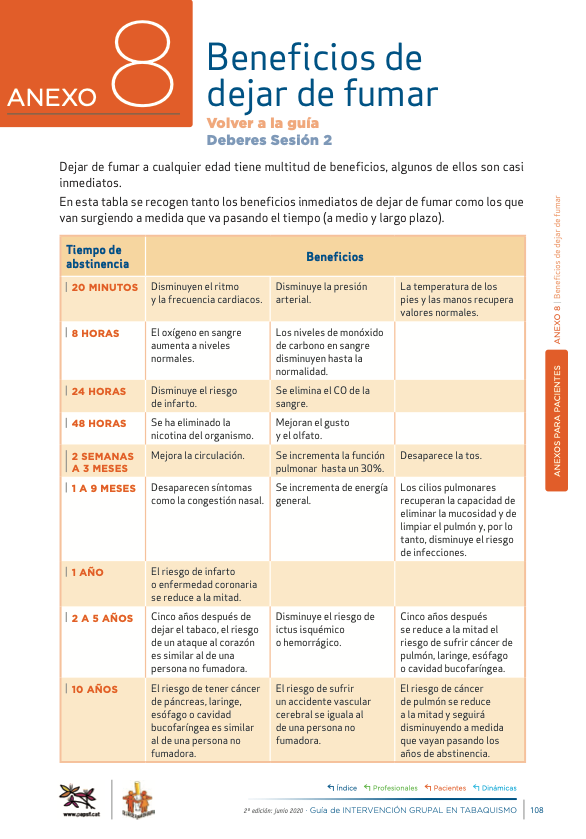 ANEXO 8
Beneficios de
dejar de fumar
Volver a la guía
Deberes Sesión 2
Dejar de fumar a cualquier edad tiene multitud de beneficios, algunos de ellos son casi
inmediatos.
En esta tabla se recogen tanto los beneficios inmediatos de dejar de fumar como los que
van surgiendo a medida que va pasando el tiempo (a medio y largo plazo).
Tiempo de
abstinencia
Beneficios
20 MINUTOS
Disminuyen el ritmo
y la frecuencia cardiacos.
Disminuye la presión
arterial.
La temperatura de los
pies y las manos recupera
valores normales.
8 HORAS
El oxígeno en sangre
aumenta a niveles
normales.
Los niveles de monóxido
de carbono en sangre
disminuyen hasta la
normalidad.
24 HORAS
Disminuye el riesgo
de infarto.
Se elimina el CO de la
sangre.
48 HORAS
Se ha eliminado la
nicotina del organismo.
Mejoran el gusto
y el olfato.
2 SEMANAS
A 3 MESES
Mejora la circulación.
Se incrementa la función
pulmonar hasta un 30%.
Desaparece la tos.
1 A 9 MESES
Desaparecen síntomas
como la congestión nasal.
Se incrementa de energía
general.
Los cilios pulmonares
recuperan la capacidad de
eliminar la mucosidad y de
limpiar el pulmón y, por lo
tanto, disminuye el riesgo
de infecciones.
1 AÑO
El riesgo de infarto
o enfermedad coronaria
se reduce a la mitad.
2 A 5 AÑOS
Cinco años después de
dejar el tabaco, el riesgo
de un ataque al corazón
es similar al de una
persona no fumadora.
Disminuye el riesgo de
ictus isquémico
o hemorrágico.
Cinco años después
se reduce a la mitad el
riesgo de sufrir cáncer de
pulmón, laringe, esófago
o cavidad bucofaríngea.
10 AÑOS
El riesgo de tener cáncer
de páncreas, laringe,
esófago o cavidad
bucofaríngea es similar
al de una persona no
fumadora.
El riesgo de sufrir
un accidente vascular
cerebral se iguala al
de una persona no
fumadora.
El riesgo de cáncer
de pulmón se reduce
a la mitad y seguirá
disminuyendo a medida
que vayan pasando los
años de abstinencia.
ANEXO 8 | Beneficios de dejar de fumar
ANEXOS PARA PACIENTES
www.papsf.cat
Índice Profesionales Pacientes Dinámicas
2ª edición: junio 2020 · Guía de INTERVENCIÓN GRUPAL EN TABAQUISMO | 108